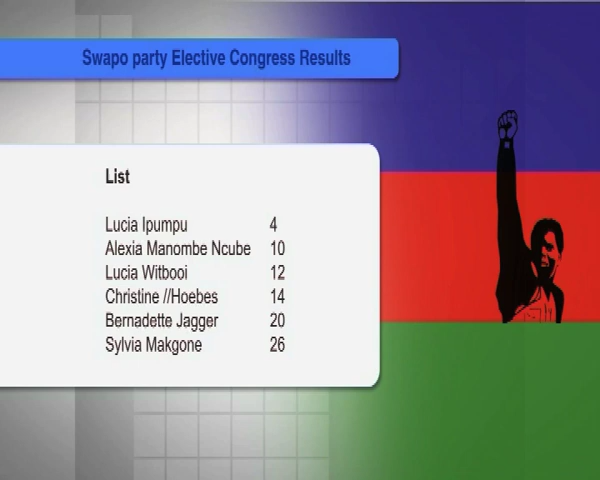 Swapo party Elective Congress Results
List
Lucia Ipumpu 4
Alexia Manombe Ncube 10
Lucia Witbooi 12
Christine //Hoebes 14
Bernadette Jagger 20
Sylvia Makgone 26